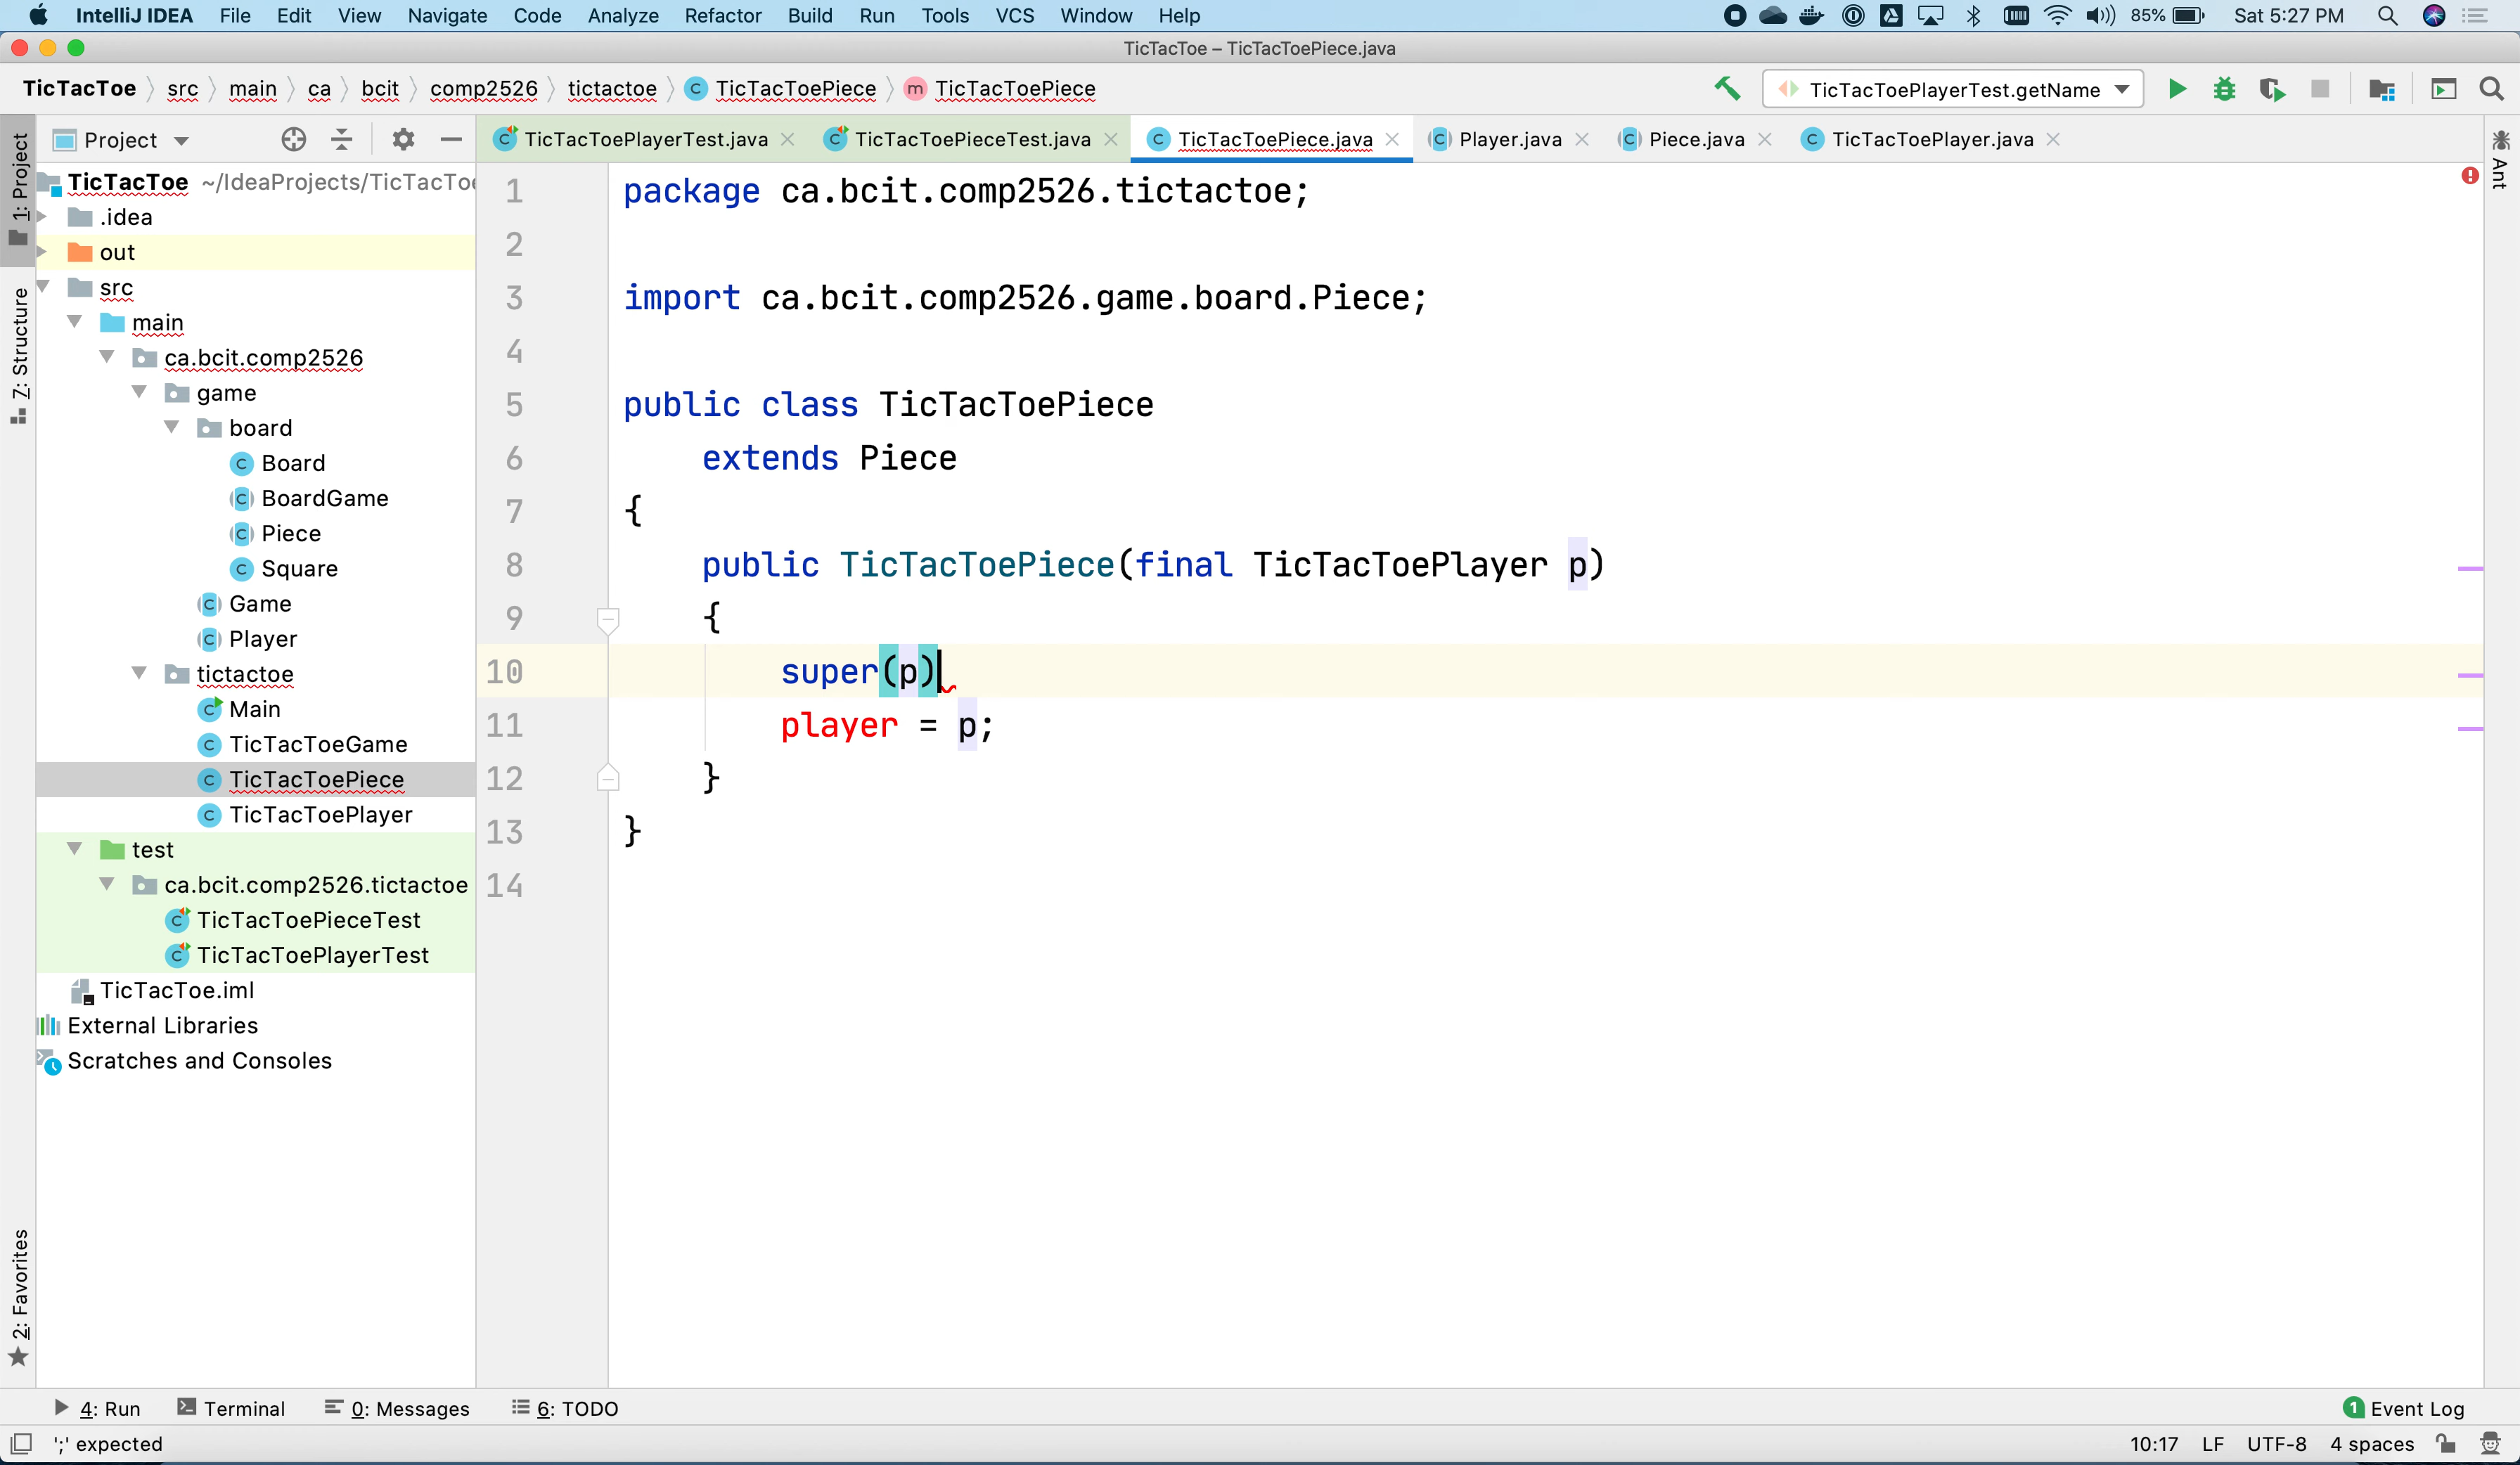 IntelliJ IDEA File Edit View Navigate Code Analyze Refactor Build Run Tools VCS Window Help 85% Sat 5:27 PM
TicTacToe – TicTacToePiece.java
TicTacToe src main ca bcit comp2526 tictactoe TicTacToePiece m TicTacToePiece TicTacToePlayerTest.getName
Project
TicTacToePlayerTest.java TicTacToePieceTest.java TicTacToePiece.java Player.java Piece.java TicTacToePlayer.java
1: Project
7: Structure
2: Favorites
Ant
TicTacToe ~/IdeaProjects/TicTacToe
.idea
out
src
main
ca.bcit.comp2526
game
board
Board
BoardGame
Piece
Square
Game
Player
tictactoe
Main
TicTacToeGame
TicTacToePiece
TicTacToePlayer
test
ca.bcit.comp2526.tictactoe
TicTacToePieceTest
TicTacToePlayerTest
TicTacToe.iml
External Libraries
Scratches and Consoles
1 package ca.bcit.comp2526.tictactoe;
2
3 import ca.bcit.comp2526.game.board.Piece;
4
5 public class TicTacToePiece
6 extends Piece
7 {
8 public TicTacToePiece(final TicTacToePlayer p)
9 {
10 super(p)
11 player = p;
12 }
13 }
14
4: Run Terminal 0: Messages 6: TODO 1 Event Log
';' expected 10:17 LF UTF-8 4 spaces